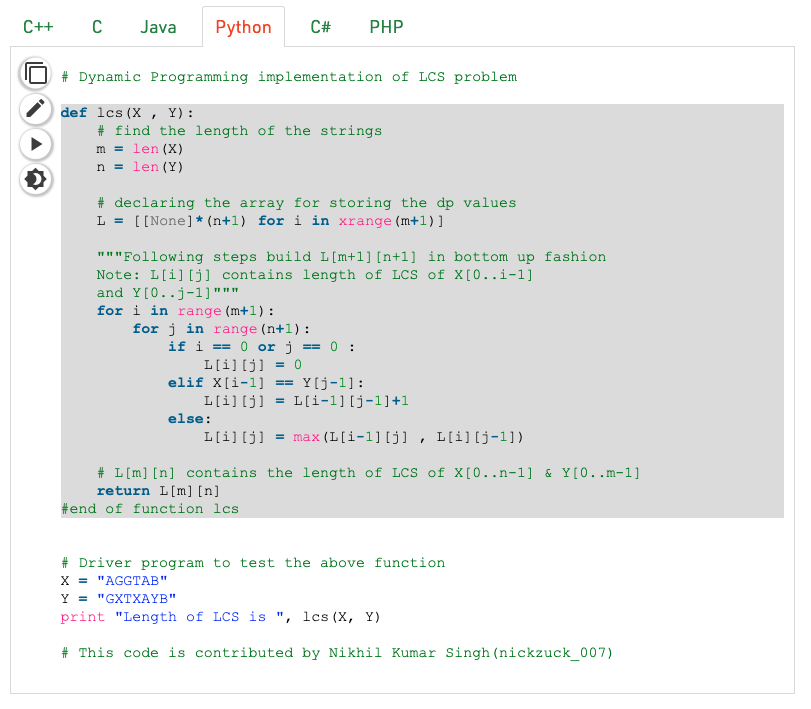 C++ C Java Python C# PHP
# Dynamic Programming implementation of LCS problem
def lcs(X , Y):
    # find the length of the strings
    m = len(X)
    n = len(Y)
    # declaring the array for storing the dp values
    L = [[None]*(n+1) for i in xrange(m+1)]
    """Following steps build L[m+1][n+1] in bottom up fashion
    Note: L[i][j] contains length of LCS of X[0..i-1]
    and Y[0..j-1]"""
    for i in range(m+1):
        for j in range(n+1):
            if i == 0 or j == 0 :
                L[i][j] = 0
            elif X[i-1] == Y[j-1]:
                L[i][j] = L[i-1][j-1]+1
            else:
                L[i][j] = max(L[i-1][j] , L[i][j-1])
    # L[m][n] contains the length of LCS of X[0..n-1] & Y[0..m-1]
    return L[m][n]
#end of function lcs
# Driver program to test the above function
X = "AGGTAB"
Y = "GXTXAYB"
print "Length of LCS is ", lcs(X, Y)
# This code is contributed by Nikhil Kumar Singh(nickzuck_007)